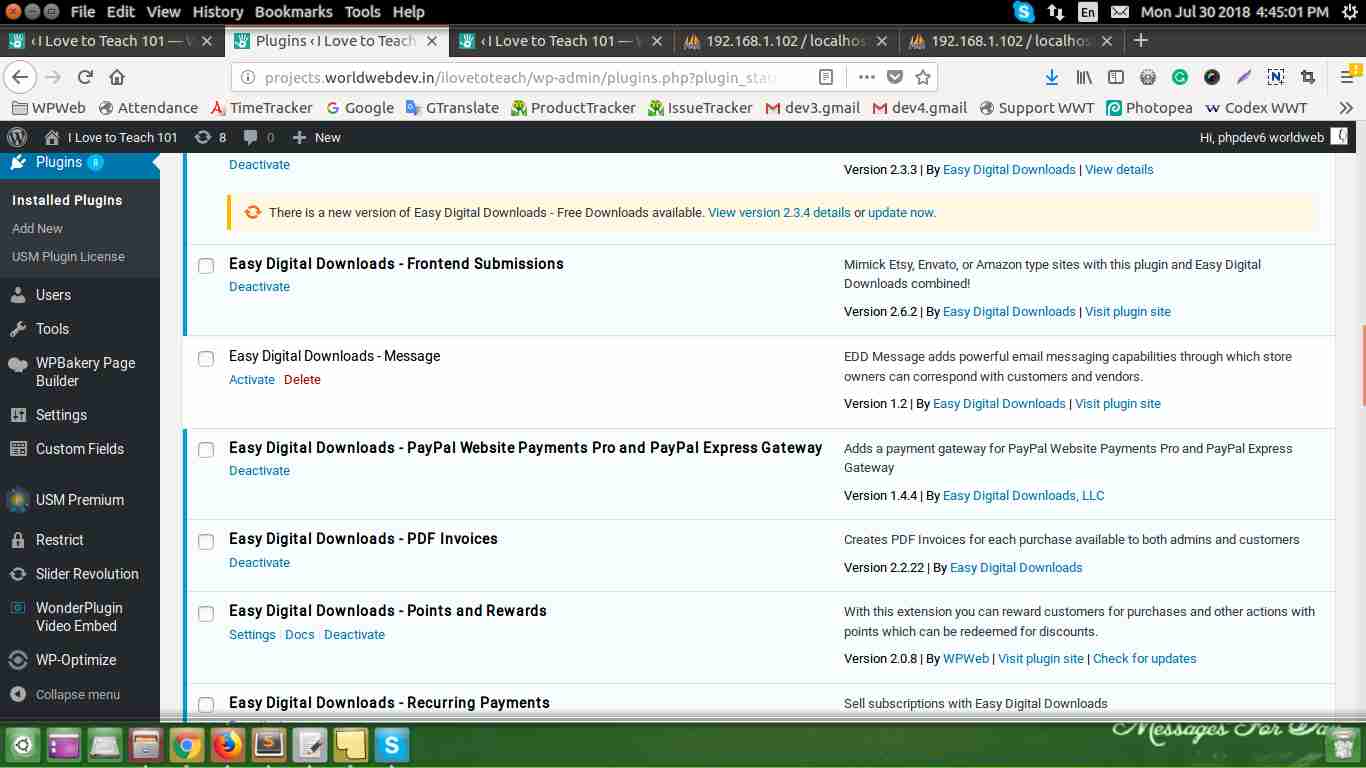 File Edit View History Bookmarks Tools Help
En Mon Jul 30 2018 4:45:01 PM
‹ I Love to Teach 101 — W
Plugins ‹ I Love to Teach
‹ I Love to Teach 101 — W
192.168.1.102 / localhos
192.168.1.102 / localhos
projects.worldwebdev.in/ilovetoteach/wp-admin/plugins.php?plugin_sta
WPWeb Attendance TimeTracker Google GTranslate ProductTracker IssueTracker dev3.gmail dev4.gmail Support WWT Photopea Codex WWT
I Love to Teach 101 8 0 New Hi, phpdev6 worldweb
Plugins 8
Installed Plugins
Add New
USM Plugin License
Users
Tools
WPBakery Page
Builder
Settings
Custom Fields
USM Premium
Restrict
Slider Revolution
WonderPlugin
Video Embed
WP-Optimize
Collapse menu
Deactivate
Version 2.3.3 | By Easy Digital Downloads | View details
There is a new version of Easy Digital Downloads - Free Downloads available. View version 2.3.4 details or update now.
Easy Digital Downloads - Frontend Submissions
Deactivate
Mimick Etsy, Envato, or Amazon type sites with this plugin and Easy Digital
Downloads combined!
Version 2.6.2 | By Easy Digital Downloads | Visit plugin site
Easy Digital Downloads - Message
Activate | Delete
EDD Message adds powerful email messaging capabilities through which store
owners can correspond with customers and vendors.
Version 1.2 | By Easy Digital Downloads | Visit plugin site
Easy Digital Downloads - PayPal Website Payments Pro and PayPal Express Gateway
Deactivate
Adds a payment gateway for PayPal Website Payments Pro and PayPal Express
Gateway
Version 1.4.4 | By Easy Digital Downloads, LLC
Easy Digital Downloads - PDF Invoices
Deactivate
Creates PDF Invoices for each purchase available to both admins and customers
Version 2.2.22 | By Easy Digital Downloads
Easy Digital Downloads - Points and Rewards
Settings | Docs | Deactivate
With this extension you can reward customers for purchases and other actions with
points which can be redeemed for discounts.
Version 2.0.8 | By WPWeb | Visit plugin site | Check for updates
Easy Digital Downloads - Recurring Payments
Sell subscriptions with Easy Digital Downloads
Messages For Day